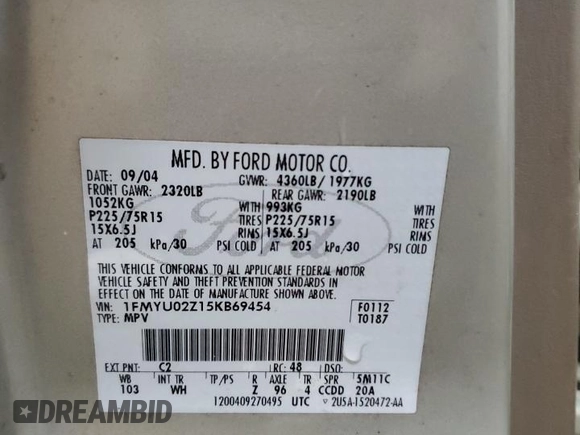 MFD. BY FORD MOTOR CO.
DATE: 09/04 GVWR: 4360LB/ 1977KG
FRONT GAWR: 2320LB REAR GAWR: 2190LB
1052KG WITH 993KG WITH
P225/75R15 TIRES P225/75R15 TIRES
15X6.5J RIMS 15X6.5J RIMS
AT 205 kPa/30 PSI COLD AT 205 kPa/30 PSI COLD
Ford
THIS VEHICLE CONFORMS TO ALL APPLICABLE FEDERAL MOTOR
VEHICLE SAFETY AND THEFT PREVENTION STANDARDS IN
EFFECT ON THE DATE OF MANUFACTURE SHOWN ABOVE.
VIN: 1FMYU02Z15KB69454 F0112
TYPE: MPV T0187
EXT PNT: C2 RC: 48 DSO:
WB INT TR TP/PS R AXLE TR SPR 5M11C
103 WH Z 96 4 CCDD 20A
1200409270495 UTC ▽ 2U5A-1520472-AA
DREAMBID.COM